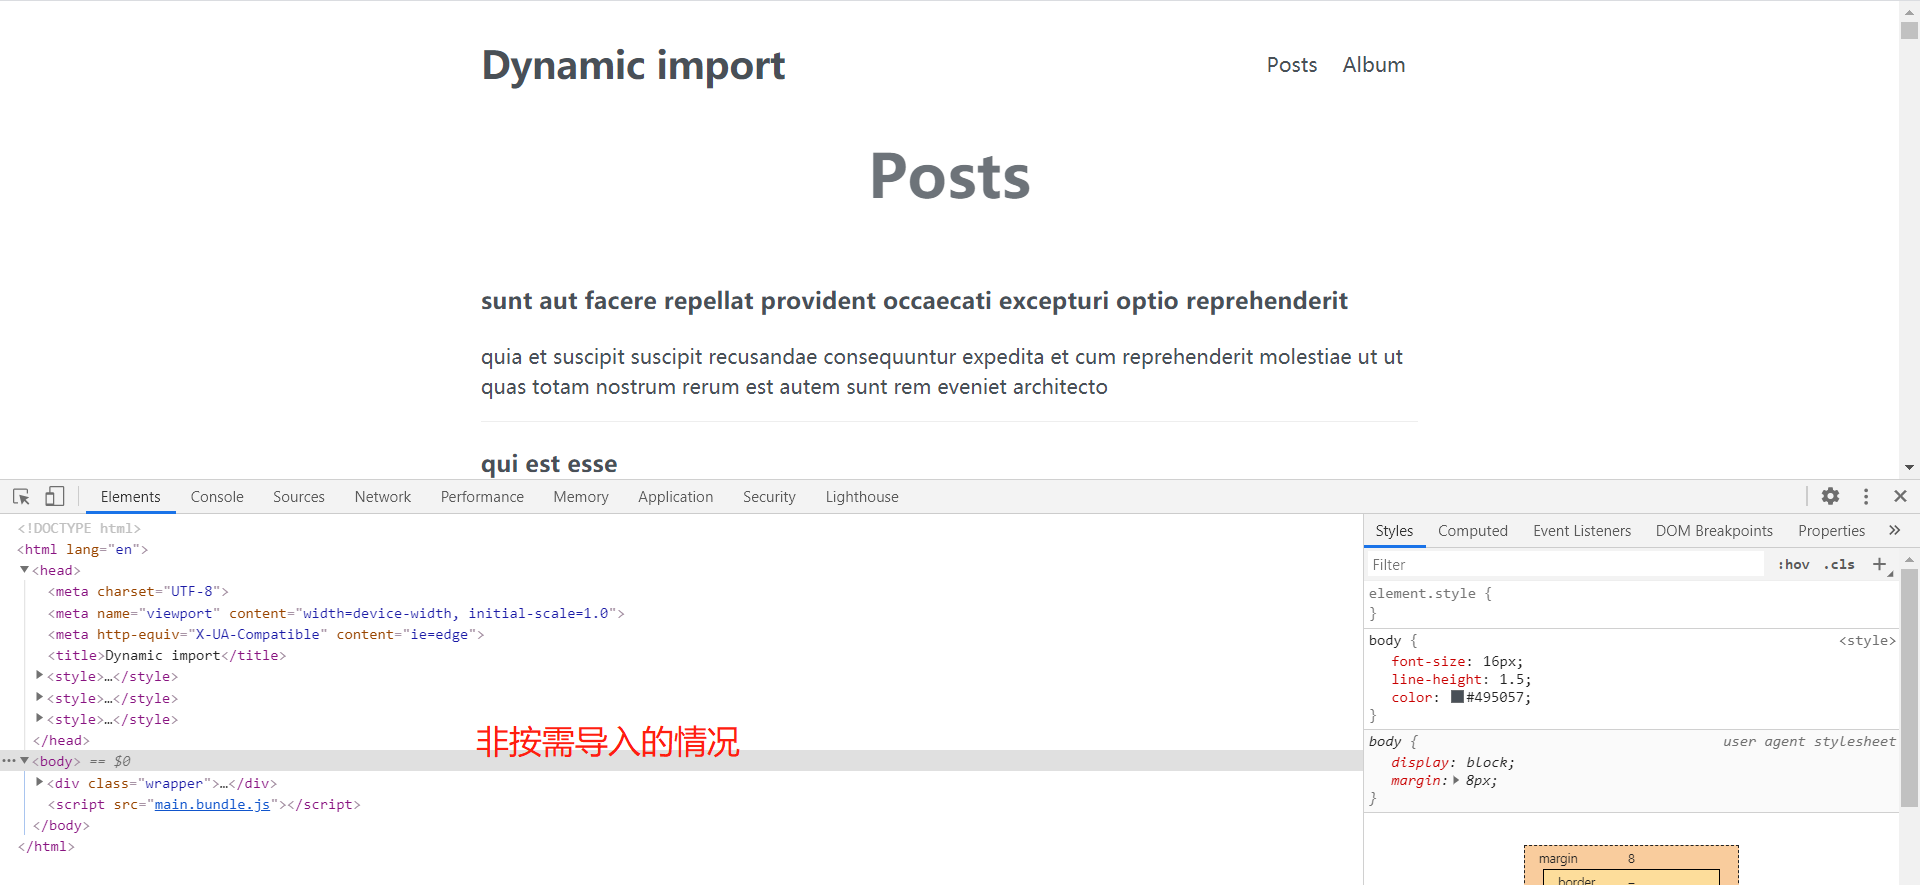 Dynamic import
Posts Album
Posts
sunt aut facere repellat provident occaecati excepturi optio reprehenderit
quia et suscipit suscipit recusandae consequuntur expedita et cum reprehenderit molestiae ut ut
quas totam nostrum rerum est autem sunt rem eveniet architecto
qui est esse
Elements Console Sources Network Performance Memory Application Security Lighthouse
<!DOCTYPE html>
<html lang="en">
<head>
<meta charset="UTF-8">
<meta name="viewport" content="width=device-width, initial-scale=1.0">
<meta http-equiv="X-UA-Compatible" content="ie=edge">
<title>Dynamic import</title>
<style>…</style>
<style>…</style>
<style>…</style>
</head>
非按需导入的情况
<body> == $0
<div class="wrapper">…</div>
<script src="main.bundle.js"></script>
</body>
</html>
Styles Computed Event Listeners DOM Breakpoints Properties »
Filter :hov .cls +
element.style {
}
body { <style>
font-size: 16px;
line-height: 1.5;
color: #495057;
}
body { user agent stylesheet
display: block;
margin: 8px;
}
margin 8
border –